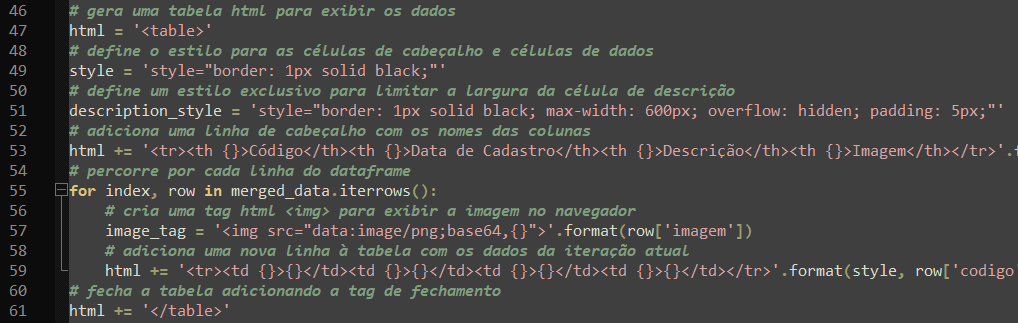 46 # gera uma tabela html para exibir os dados
47 html = '<table>'
48 # define o estilo para as células de cabeçalho e células de dados
49 style = 'style="border: 1px solid black;"'
50 # define um estilo exclusivo para limitar a largura da célula de descrição
51 description_style = 'style="border: 1px solid black; max-width: 600px; overflow: hidden; padding: 5px;"'
52 # adiciona uma linha de cabeçalho com os nomes das colunas
53 html += '<tr><th {}>Código</th><th {}>Data de Cadastro</th><th {}>Descrição</th><th {}>Imagem</th></tr>'.
54 # percorre por cada linha do dataframe
55 for index, row in merged_data.iterrows():
56 # cria uma tag html <img> para exibir a imagem no navegador
57 image_tag = '<img src="data:image/png;base64,{}">'.format(row['imagem'])
58 # adiciona uma nova linha à tabela com os dados da iteração atual
59 html += '<tr><td {}>{}</td><td {}>{}</td><td {}>{}</td><td {}>{}</td></tr>'.format(style, row['codigo'
60 # fecha a tabela adicionando a tag de fechamento
61 html += '</table>'